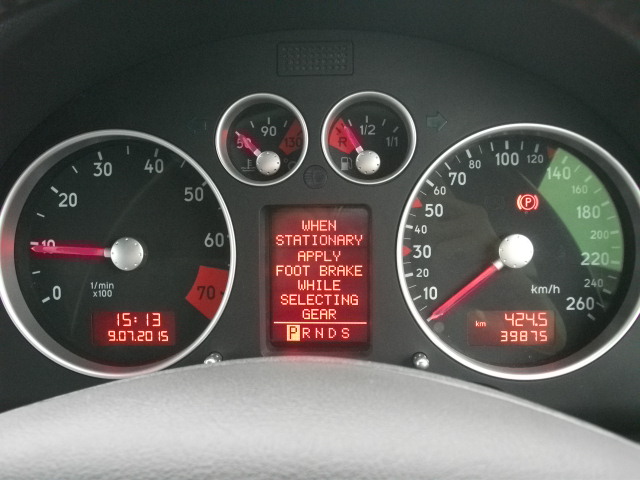 50 90 130
°C
R 1/2 1/1
0 10 20 30 40 50 60 70
1/min
x100
15:13
9.07.2015
WHEN
STATIONARY
APPLY
FOOT BRAKE
WHILE
SELECTING
GEAR
PRNDS
10 20 30 40 50 60 70 80 100 120 140 160 180 200 220 260
P
km/h
km 424.5
39875